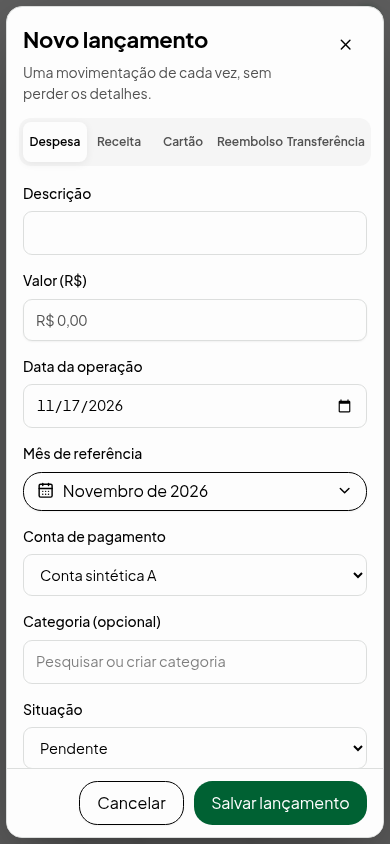 Novo lançamento
Uma movimentação de cada vez, sem
perder os detalhes.
Despesa Receita Cartão Reembolso Transferência
Descrição
Valor (R$)
R$ 0,00
Data da operação
11/17/2026
Mês de referência
Novembro de 2026
Conta de pagamento
Conta sintética A
Categoria (opcional)
Pesquisar ou criar categoria
Situação
Pendente
Cancelar Salvar lançamento